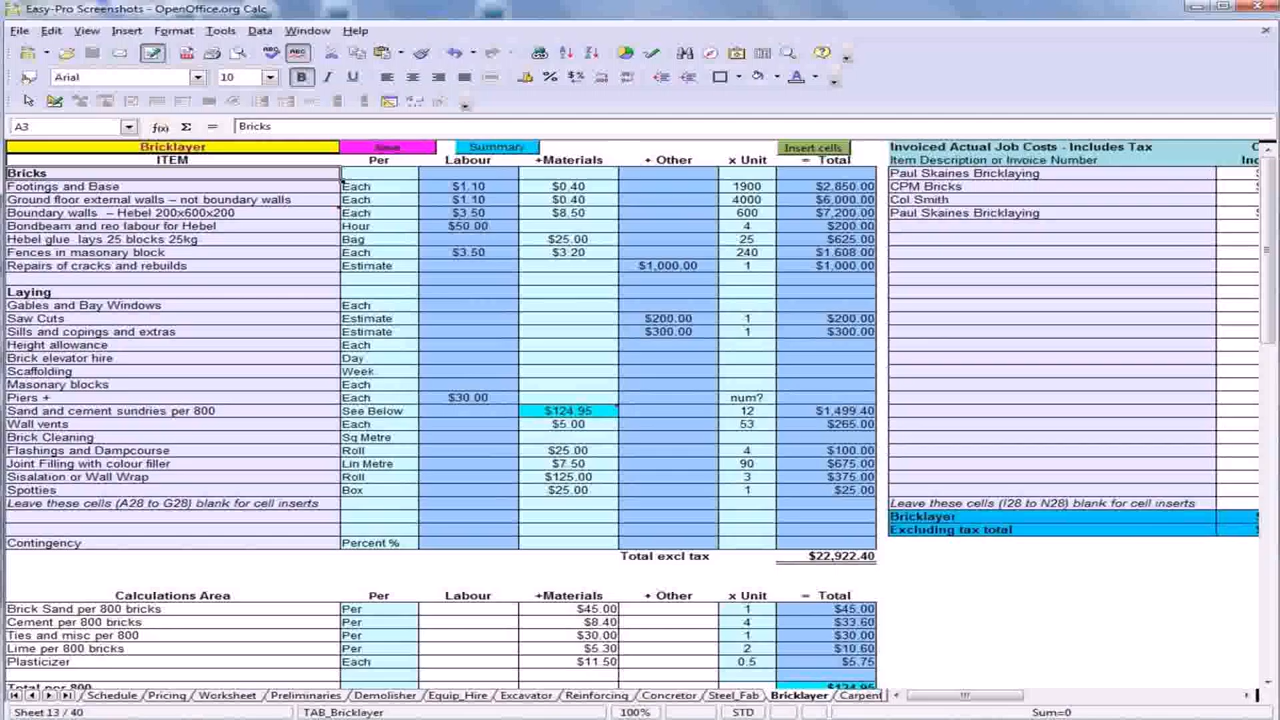 Easy-Pro Screenshots - OpenOffice.org Calc
File Edit View Insert Format Tools Data Window Help
Arial 10
A3 Bricks
Bricklayer Summary Insert cells Invoiced Actual Job Costs - Includes Tax
ITEM Per Labour +Materials + Other x Unit = Total Item Description or Invoice Number
Bricks Paul Skaines Bricklaying
Footings and Base Each $1.10 $0.40 1900 $2,850.00 CPM Bricks
Ground floor external walls – not boundary walls Each $1.10 $0.40 4000 $6,000.00 Col Smith
Boundary walls – Hebel 200x600x200 Each $3.50 $8.50 600 $7,200.00 Paul Skaines Bricklaying
Bondbeam and reo labour for Hebel Hour $50.00 4 $200.00
Hebel glue lays 25 blocks 25kg Bag $25.00 25 $625.00
Fences in masonary block Each $3.50 $3.20 240 $1,608.00
Repairs of cracks and rebuilds Estimate $1,000.00 1 $1,000.00
Laying
Gables and Bay Windows Each
Saw Cuts Estimate $200.00 1 $200.00
Sills and copings and extras Estimate $300.00 1 $300.00
Height allowance Each
Brick elevator hire Day
Scaffolding Week
Masonary blocks Each
Piers + Each $30.00 num?
Sand and cement sundries per 800 See Below $124.95 12 $1,499.40
Wall vents Each $5.00 53 $265.00
Brick Cleaning Sq Metre
Flashings and Dampcourse Roll $25.00 4 $100.00
Joint Filling with colour filler Lin Metre $7.50 90 $675.00
Sisalation or Wall Wrap Roll $125.00 3 $375.00
Spotties Box $25.00 1 $25.00
Leave these cells (A28 to G28) blank for cell inserts Leave these cells (I28 to N28) blank for cell inserts
Bricklayer
Excluding tax total
Contingency Percent %
Total excl tax $22,922.40
Calculations Area Per +Materials + Other x Unit = Total
Labour
Brick Sand per 800 bricks Per $45.00 1 $45.00
Cement per 800 bricks Per $8.40 4 $33.60
Ties and misc per 800 Per $30.00 1 $30.00
Lime per 800 bricks Per $5.30 2 $10.60
Plasticizer Each $11.50 0.5 $5.75
Total per 800 $124.95
Schedule Pricing Worksheet Preliminaries Demolisher Equip_Hire Excavator Reinforcing Concretor Steel_Fab Bricklayer Carpent
Sheet 13 / 40 TAB_Bricklayer 100% STD Sum=0